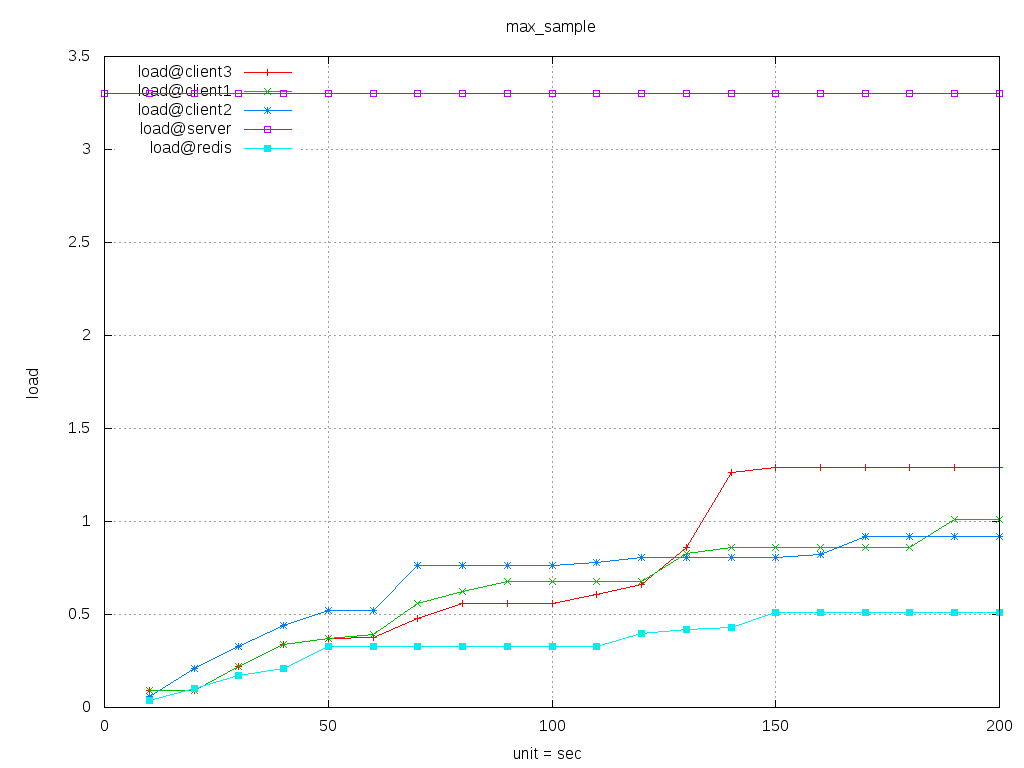 max_sample
3.5
load@client3
load@client1
load@client2
load@server
load@redis
3
2.5
2
load
1.5
1
0.5
0
0 50 100 150 200
unit = sec